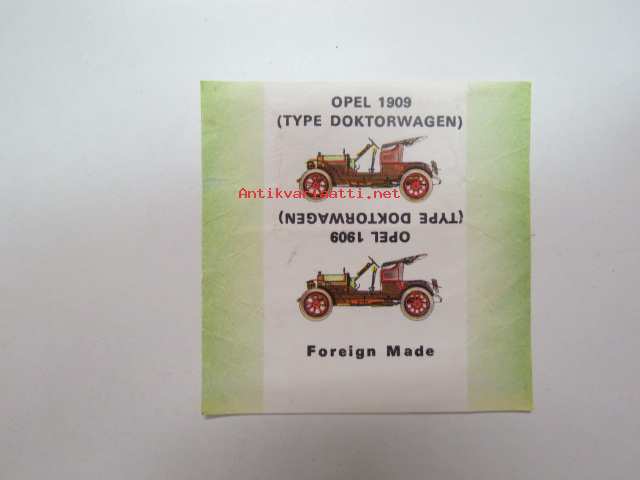 OPEL 1909
(TYPE DOKTORWAGEN)
Antikvariaatti.net
(TYPE DOKTORWAGEN)
OPEL 1909
Foreign Made